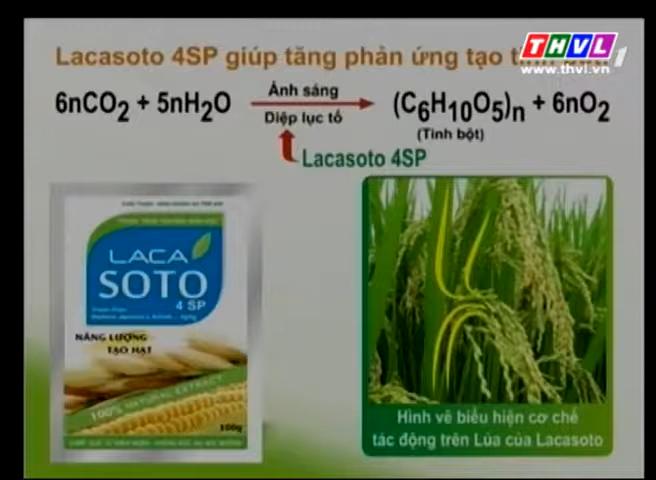 Lacasoto 4SP giúp tăng phản ứng tạo
THVL1
www.thvl.vn
6nCO2 + 5nH2O
Ánh sáng
Diệp lục tố
(C6H10O5)n + 6nO2
(Tinh bột)
Lacasoto 4SP
LACA
SOTO
4 SP
NĂNG LƯỢNG
TẠO HẠT
100% NATURAL EXTRACT
100g
Hình vẽ biểu hiện cơ chế
tác động trên Lúa của Lacasoto